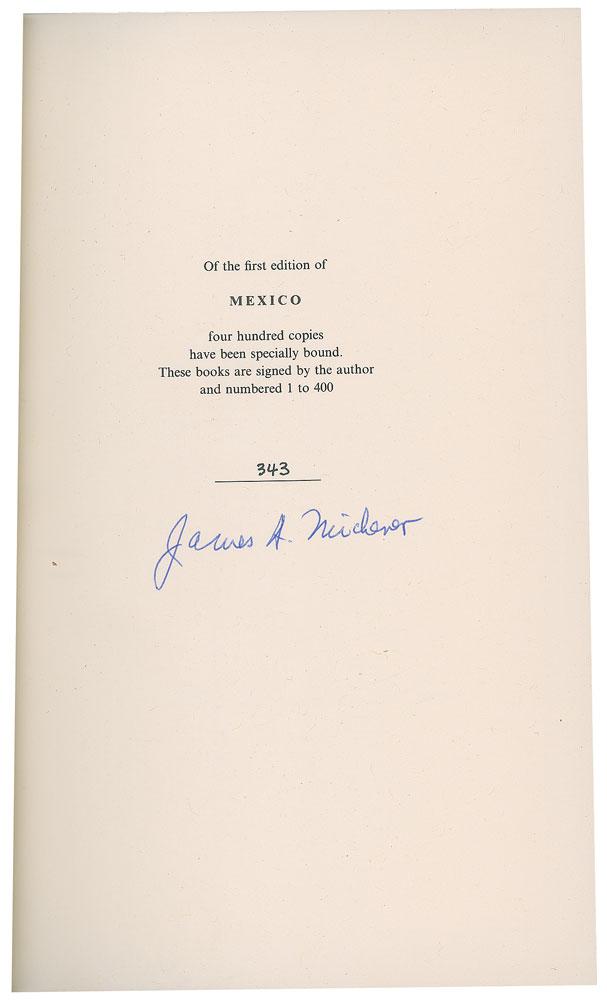 Of the first edition of
MEXICO
four hundred copies
have been specially bound.
These books are signed by the author
and numbered 1 to 400
343
James A. Michener